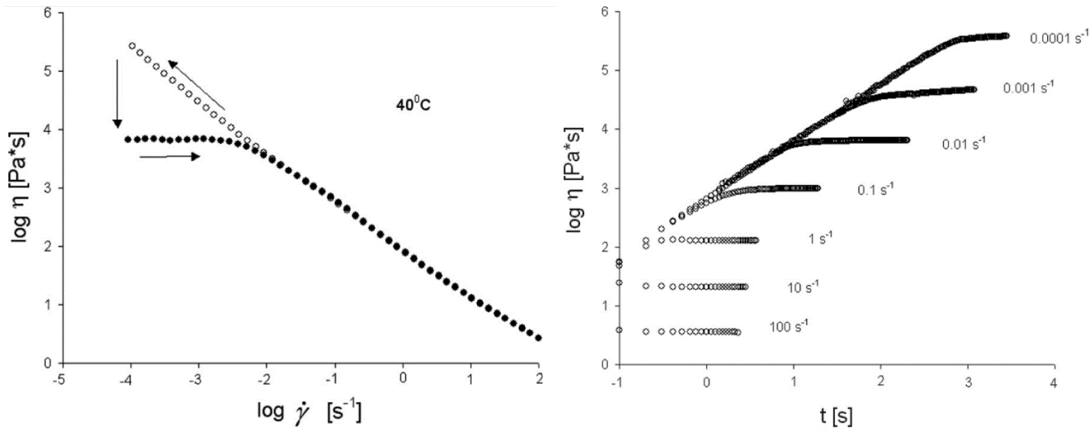 6
5
4
3
2
1
0
log η [Pa*s]
40⁰C
-5 -4 -3 -2 -1 0 1 2
log γ̇ [s⁻¹]
6
5
4
3
2
1
0
log η [Pa*s]
0.0001 s⁻¹
0.001 s⁻¹
0.01 s⁻¹
0.1 s⁻¹
1 s⁻¹
10 s⁻¹
100 s⁻¹
-1 0 1 2 3 4
t [s]